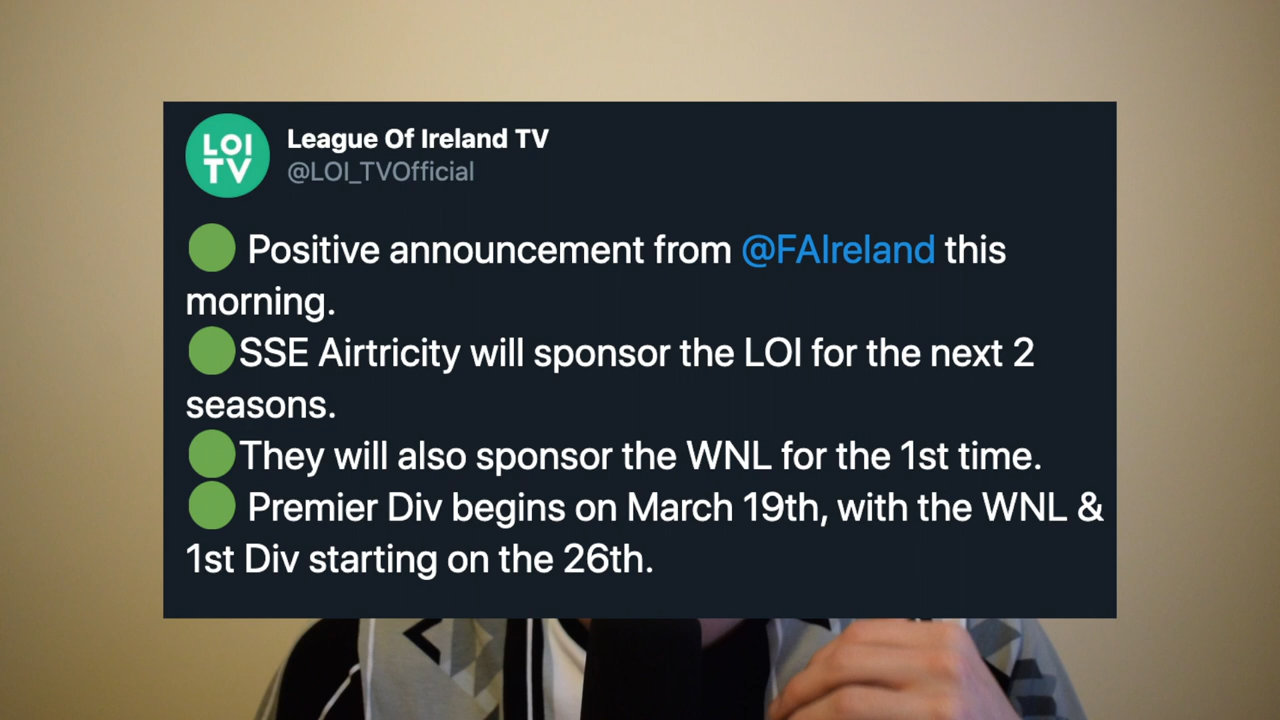 LOI
TV
League Of Ireland TV
@LOI_TVOfficial
Positive announcement from @FAIreland this
morning.
SSE Airtricity will sponsor the LOI for the next 2
seasons.
They will also sponsor the WNL for the 1st time.
Premier Div begins on March 19th, with the WNL &
1st Div starting on the 26th.